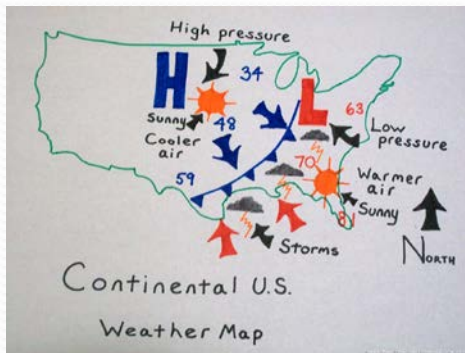 High pressure
H
34
L
63
Sunny
48
Low
pressure
Cooler
air
70
59
Warmer
air
Sunny
81
Storms
NORTH
Continental U.S.
Weather Map